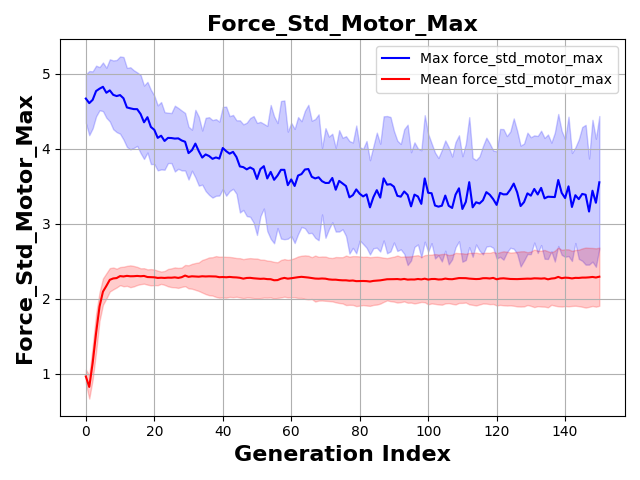 Force_Std_Motor_Max
Max force_std_motor_max
Mean force_std_motor_max
Force_Std_Motor_Max
5
4
3
2
1
0 20 40 60 80 100 120 140
Generation Index